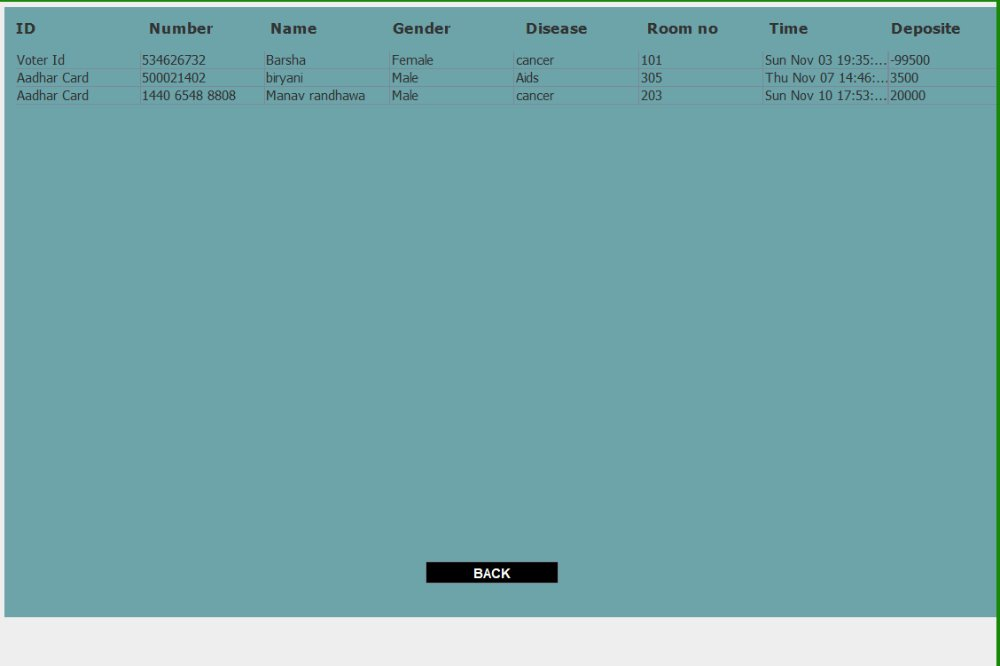 ID Number Name Gender Disease Room no Time Deposite
Voter Id 534626732 Barsha Female cancer 101 Sun Nov 03 19:35:... -99500
Aadhar Card 500021402 biryani Male Aids 305 Thu Nov 07 14:46:... 3500
Aadhar Card 1440 6548 8808 Manav randhawa Male cancer 203 Sun Nov 10 17:53:... 20000
BACK